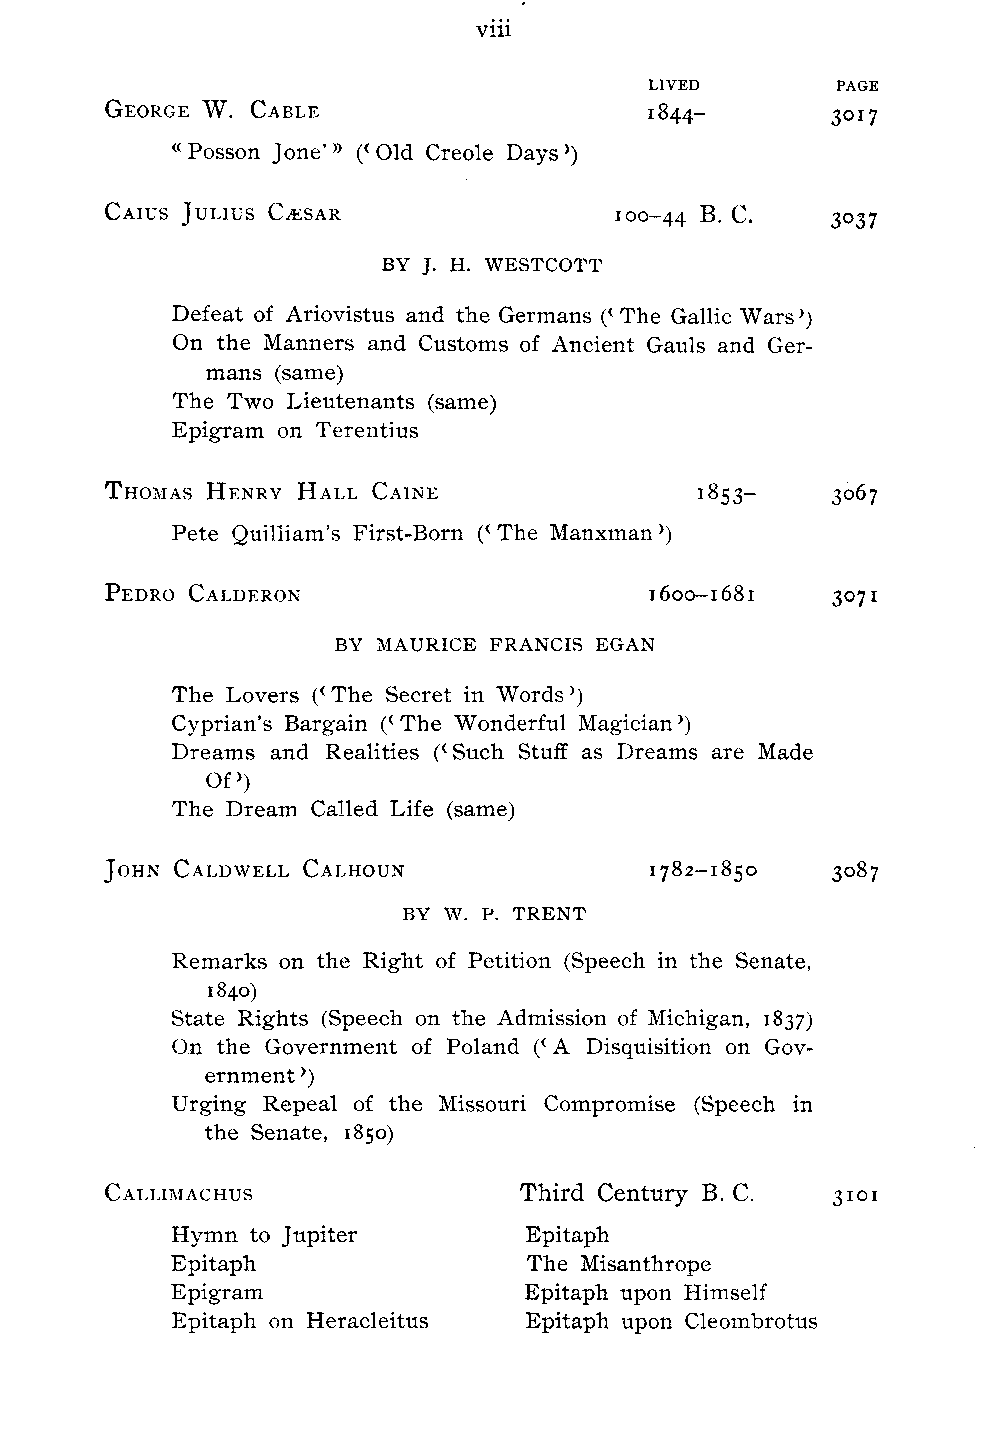 viii
LIVED PAGE
GEORGE W. CABLE 1844– 3017
“Posson Jone’” (‘Old Creole Days’)
CAIUS JULIUS CÆSAR 100–44 B. C. 3037
BY J. H. WESTCOTT
Defeat of Ariovistus and the Germans (‘The Gallic Wars’)
On the Manners and Customs of Ancient Gauls and Ger-
mans (same)
The Two Lieutenants (same)
Epigram on Terentius
THOMAS HENRY HALL CAINE 1853– 3067
Pete Quilliam’s First-Born (‘The Manxman’)
PEDRO CALDERON 1600–1681 3071
BY MAURICE FRANCIS EGAN
The Lovers (‘The Secret in Words’)
Cyprian’s Bargain (‘The Wonderful Magician’)
Dreams and Realities (‘Such Stuff as Dreams are Made
Of’)
The Dream Called Life (same)
JOHN CALDWELL CALHOUN 1782–1850 3087
BY W. P. TRENT
Remarks on the Right of Petition (Speech in the Senate,
1840)
State Rights (Speech on the Admission of Michigan, 1837)
On the Government of Poland (‘A Disquisition on Gov-
ernment’)
Urging Repeal of the Missouri Compromise (Speech in
the Senate, 1850)
CALLIMACHUS Third Century B. C. 3101
Hymn to Jupiter Epitaph
Epitaph The Misanthrope
Epigram Epitaph upon Himself
Epitaph on Heracleitus Epitaph upon Cleombrotus